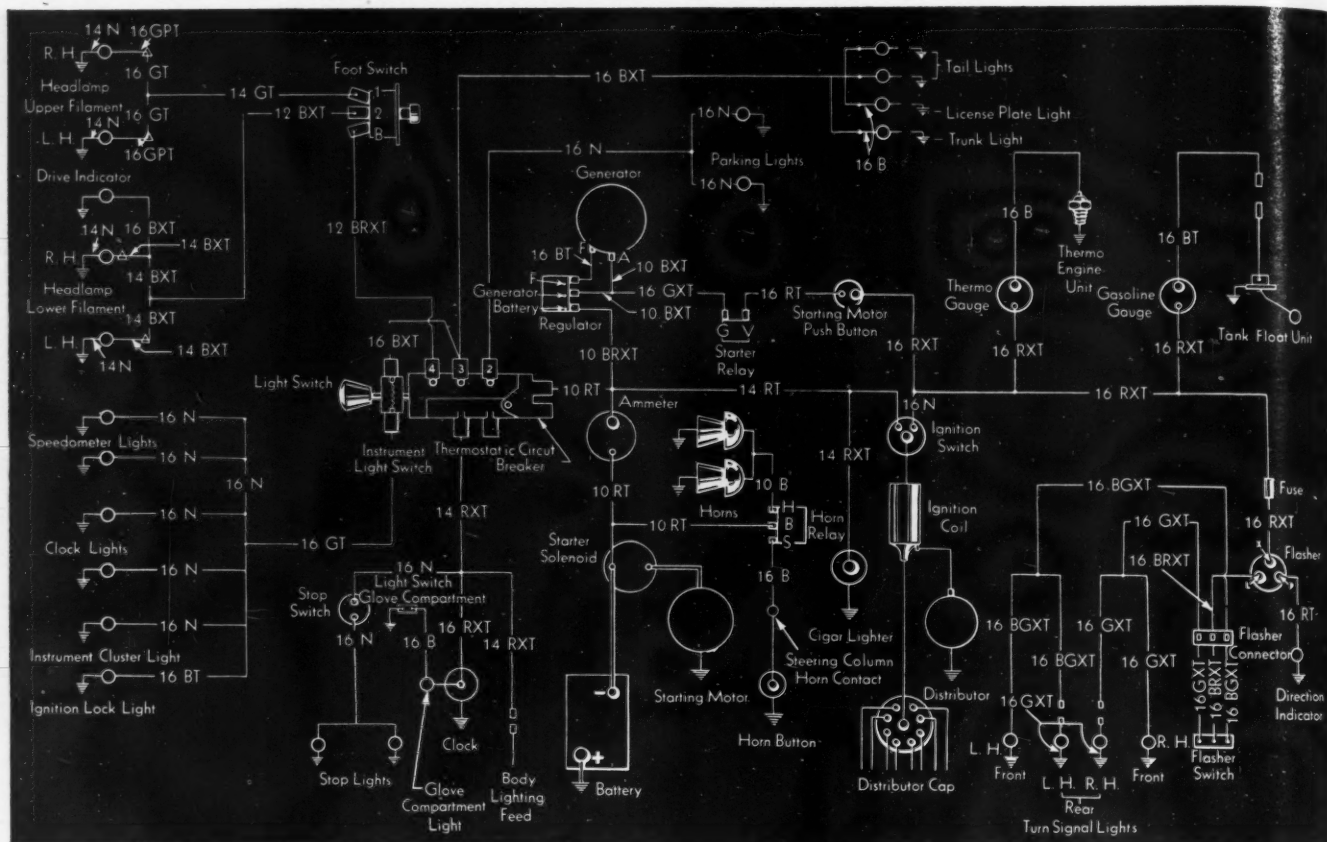 14 N
16GPT
R. H.
16 GT
Headlamp
Upper Filament
16 GT
14 N
L. H.
16GPT
Drive Indicator
16 BXT
14 N
14 BXT
R. H.
14 BXT
Headlamp
Lower Filament
14 BXT
L. H.
14 BXT
14 N
16 N
Speedometer Lights
16 N
16 N
16 N
Clock Lights
16 N
16 N
Instrument Cluster Light
16 BT
Ignition Lock Light
16 GT
Foot Switch
14 GT
1
12 BXT
2
B
12 BRXT
16 BXT
16 N
16 BXT
4
3
2
Light Switch
Instrument
Light Switch
Thermostatic Circut
Breaker
14 RXT
16 N
Light Switch
Glove Compartment
Stop
Switch
16 N
16 B
16 RXT
14 RXT
Clock
Stop Lights
Glove
Compartment
Light
Body
Lighting
Feed
Generator
F
A
16 BT
10 BXT
F
Generator
Battery
Regulator
16 GXT
10 BXT
10 BRXT
10 RT
Ammeter
10 RT
10 RT
Starter
Solenoid
Starting Motor
-
+
Battery
16 N
Parking Lights
16 N
Tail Lights
License Plate Light
Trunk Light
16 B
16 RT
Starting Motor
Push Button
G V
Starter
Relay
16 RXT
14 RT
16 N
Ignition
Switch
14 RXT
Horns
10 B
H
B
S
Horn
Relay
16 B
Cigar Lighter
Steering Column
Horn Contact
Horn Button
Ignition
Coil
Distributor
Distributor Cap
16 B
Thermo
Engine
Unit
Thermo
Gauge
16 RXT
16 BT
Gasoline
Gauge
Tank Float Unit
16 RXT
16 RXT
Fuse
16 BGXT
16 GXT
16 RXT
16 BRXT
Flasher
16 BGXT
16 GXT
16 RT
16 BGXT
16 GXT
Flasher
Connector
16GXT
16 BRXT
16 BGXT
Direction
Indicator
16GXT
L. H.
Front
R. H.
Front
Flasher
Switch
L. H. R. H.
Rear
Turn Signal Lights